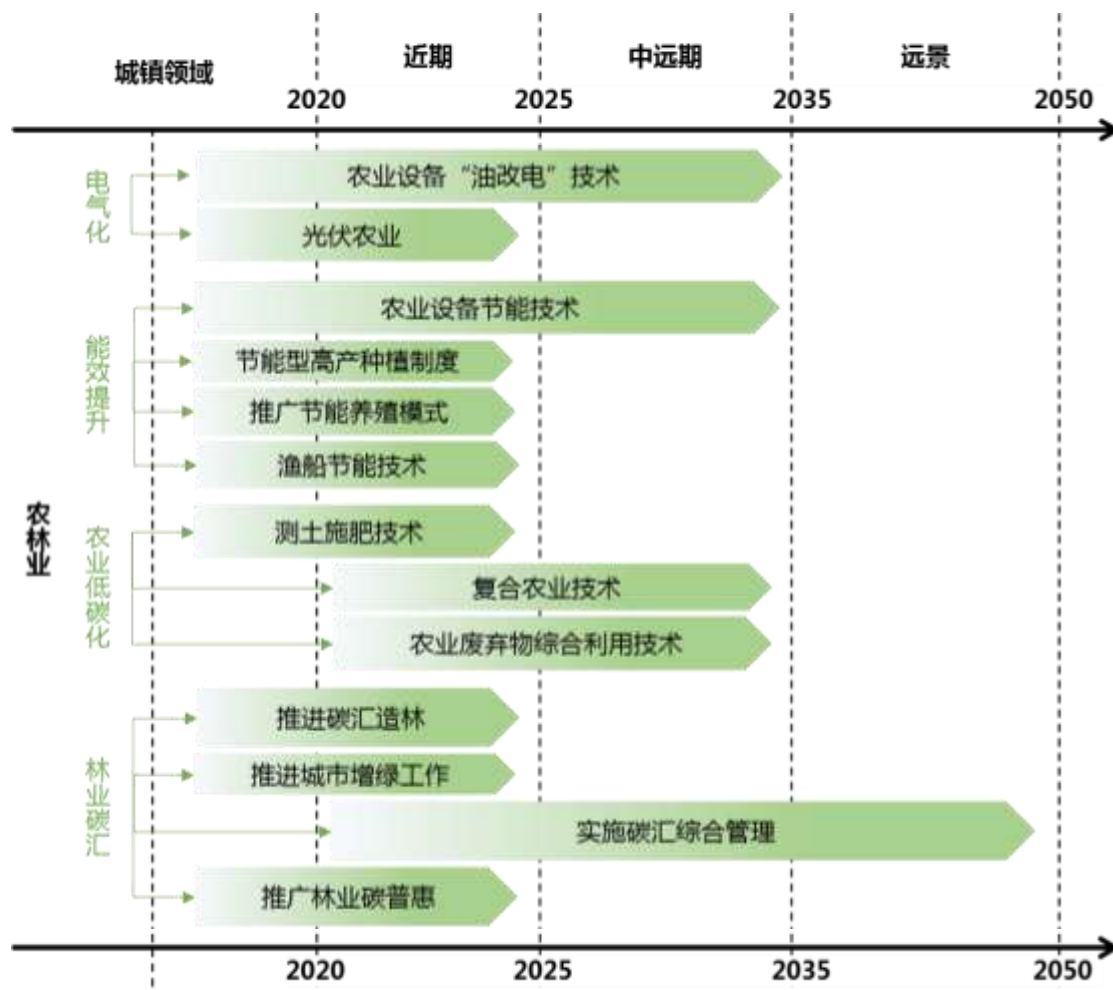 城镇领域
近期
中远期
远景
2020
2025
2035
2050
农林业
电气化
农业设备“油改电”技术
光伏农业
能效提升
农业设备节能技术
节能型高产种植制度
推广节能养殖模式
渔船节能技术
农业低碳化
测土施肥技术
复合农业技术
农业废弃物综合利用技术
林业碳汇
推进碳汇造林
推进城市增绿工作
实施碳汇综合管理
推广林业碳普惠
2020
2025
2035
2050